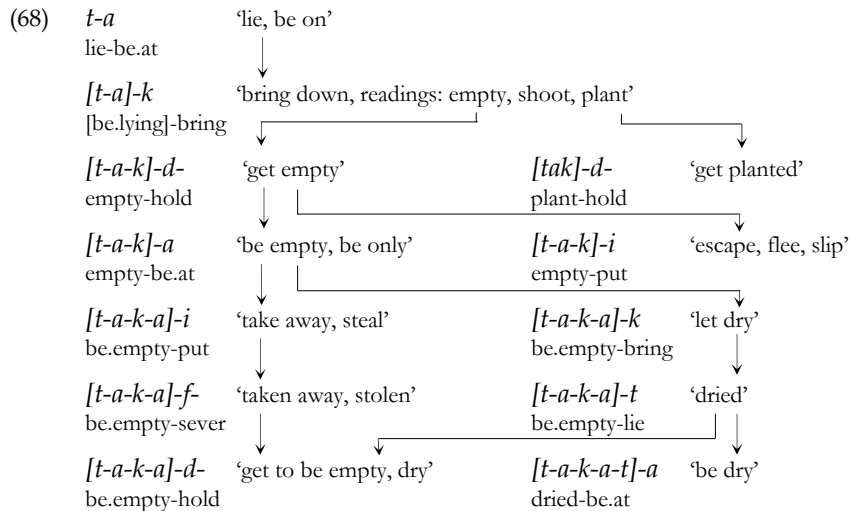 (68) t-a ‘lie, be on’
lie-be.at
[t-a]-k ‘bring down, readings: empty, shoot, plant’
[be.lying]-bring
[t-a-k]-d- ‘get empty’ [tak]-d- ‘get planted’
empty-hold plant-hold
[t-a-k]-a ‘be empty, be only’ [t-a-k]-i ‘escape, flee, slip’
empty-be.at empty-put
[t-a-k-a]-i ‘take away, steal’ [t-a-k-a]-k ‘let dry’
be.empty-put be.empty-bring
[t-a-k-a]-f- ‘taken away, stolen’ [t-a-k-a]-t ‘dried’
be.empty-sever be.empty-lie
[t-a-k-a]-d- ‘get to be empty, dry’ [t-a-k-a-t]-a ‘be dry’
be.empty-hold dried-be.at